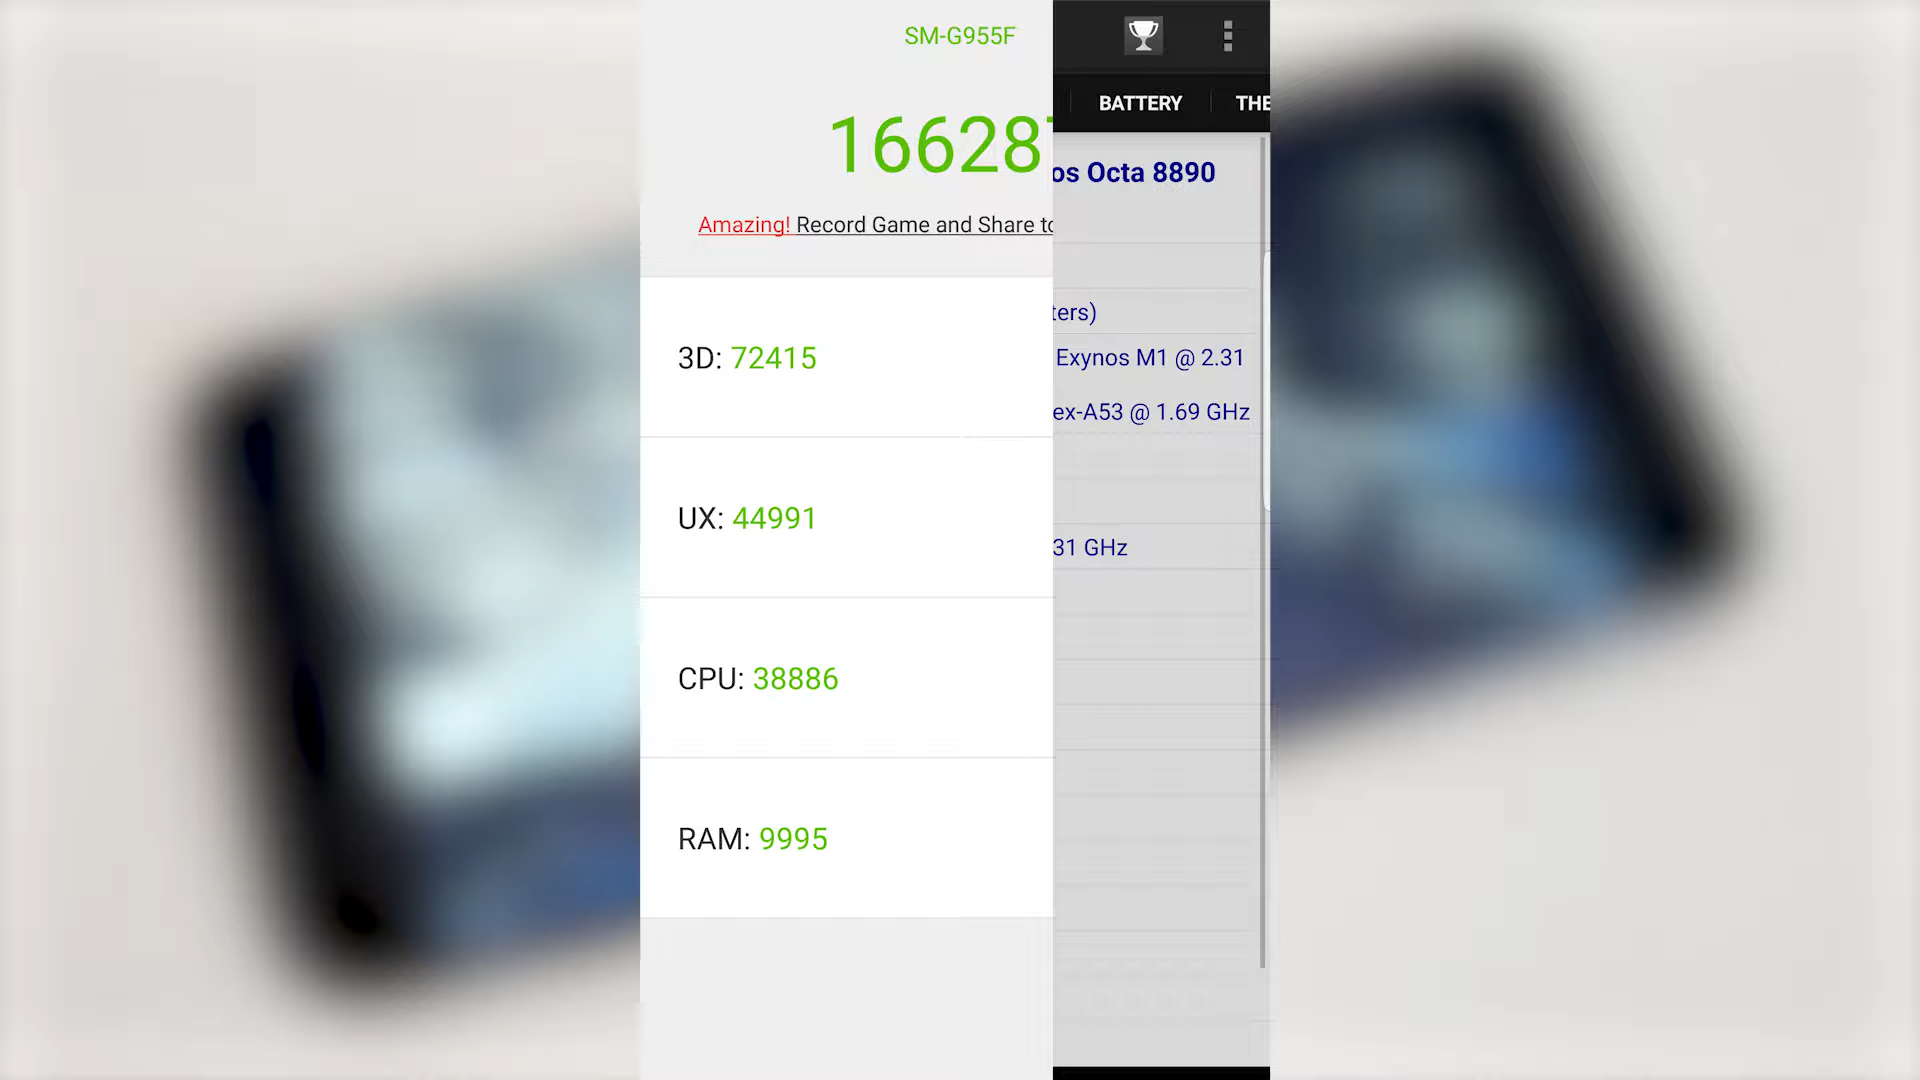 SM-G955F
16628
Amazing! Record Game and Share to
3D: 72415
UX: 44991
CPU: 38886
RAM: 9995
BATTERY
THE
os Octa 8890
ters)
Exynos M1 @ 2.31
ex-A53 @ 1.69 GHz
31 GHz